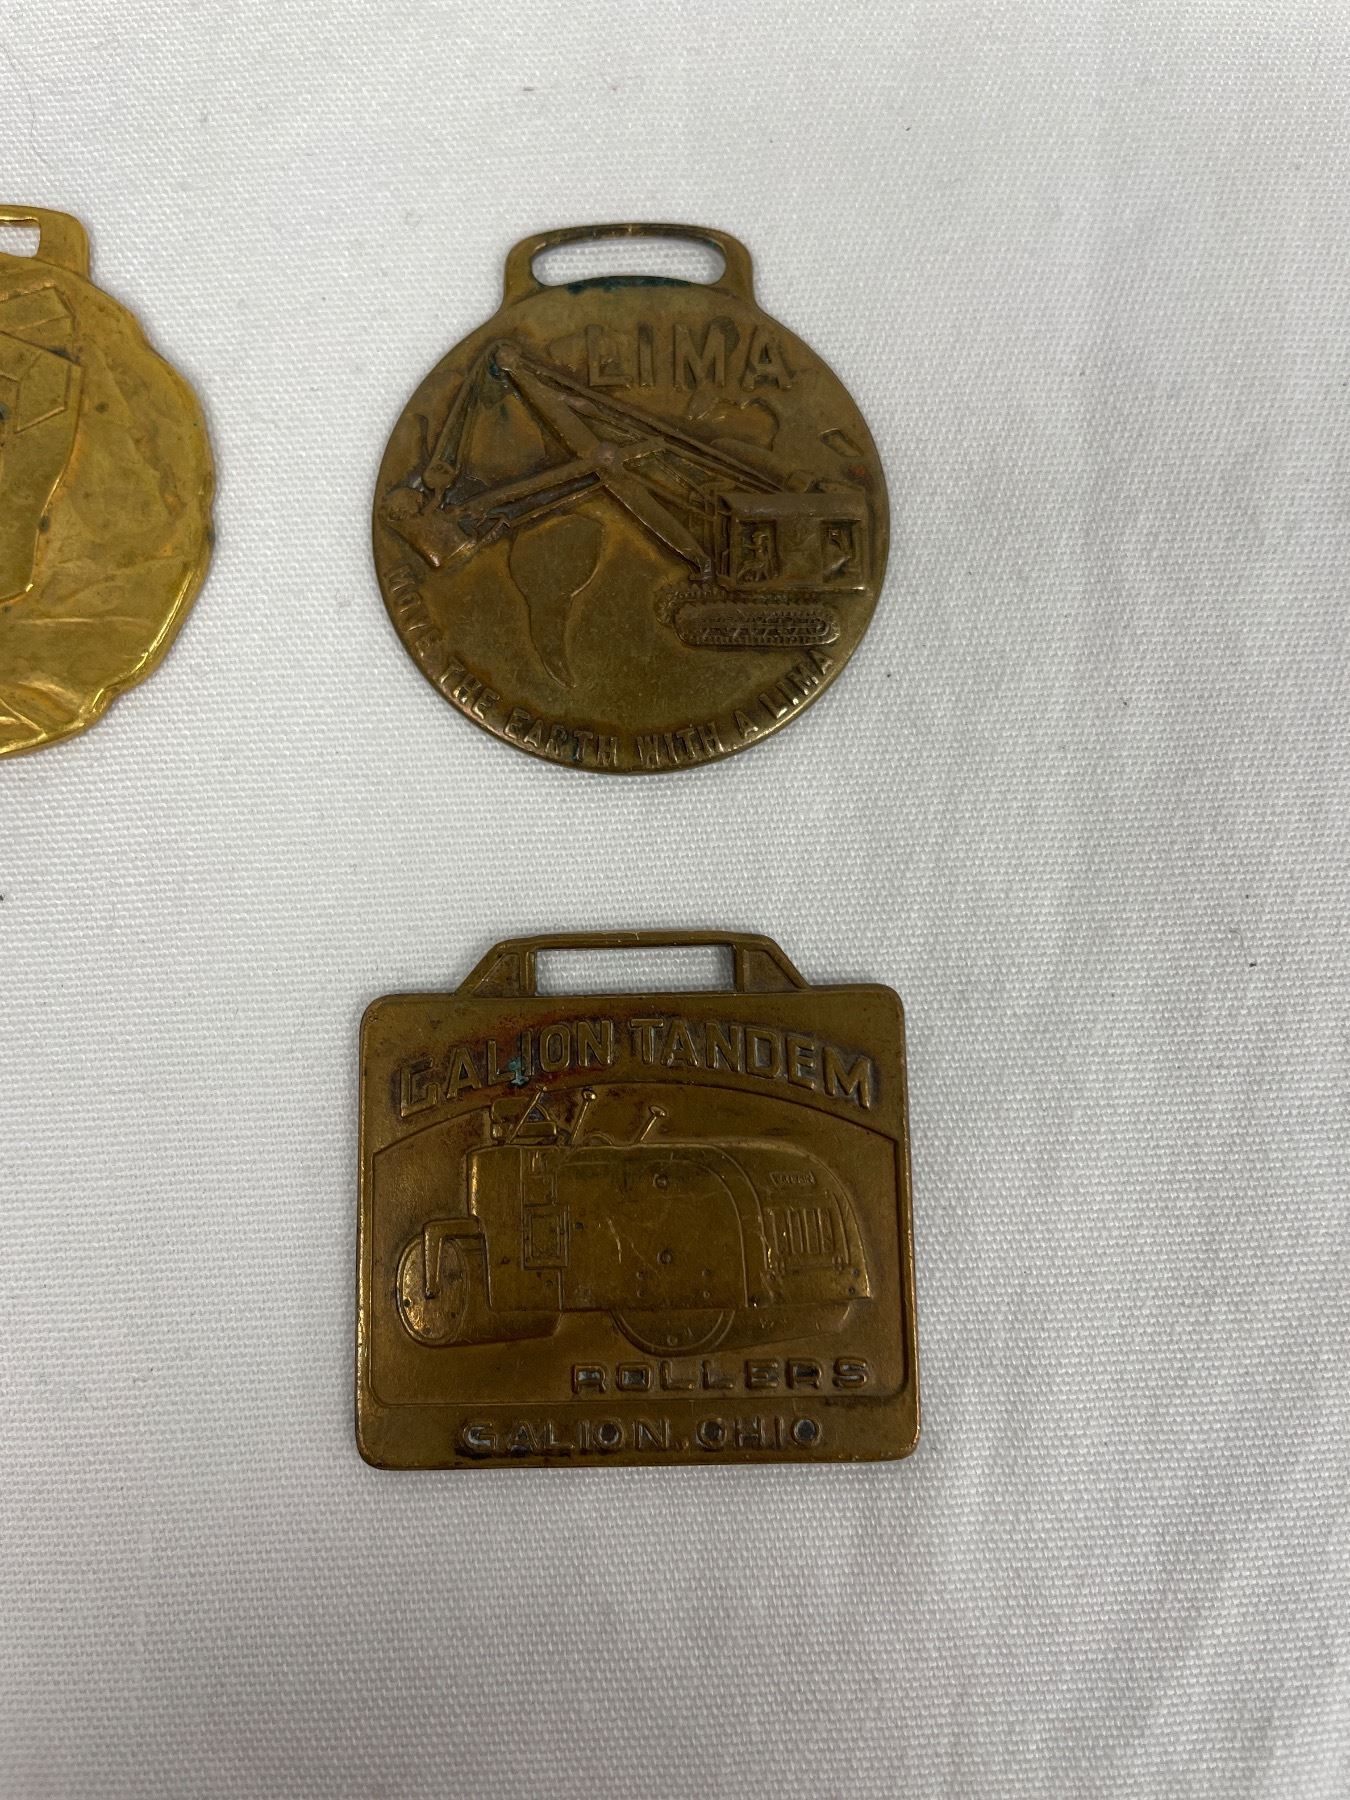 LIMA
MOVE THE EARTH WITH A LIMA
GALION TANDEM
ROLLERS
GALION, OHIO